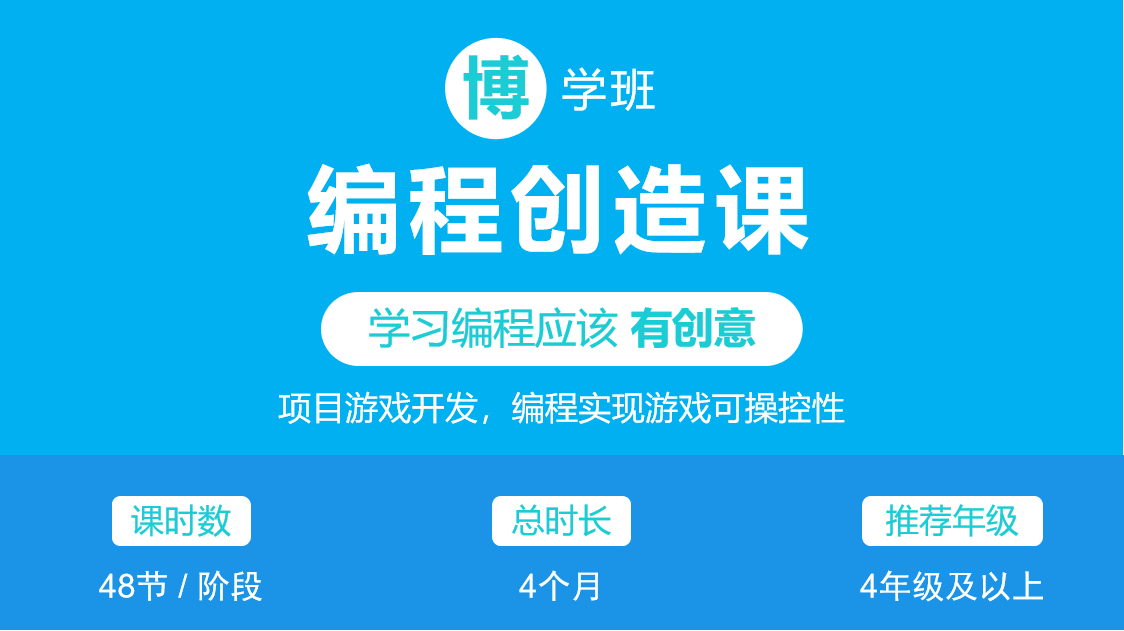 博 学班
编程创造课
学习编程应该 有创意
项目游戏开发，编程实现游戏可操控性
课时数
48节 / 阶段
总时长
4个月
推荐年级
4年级及以上